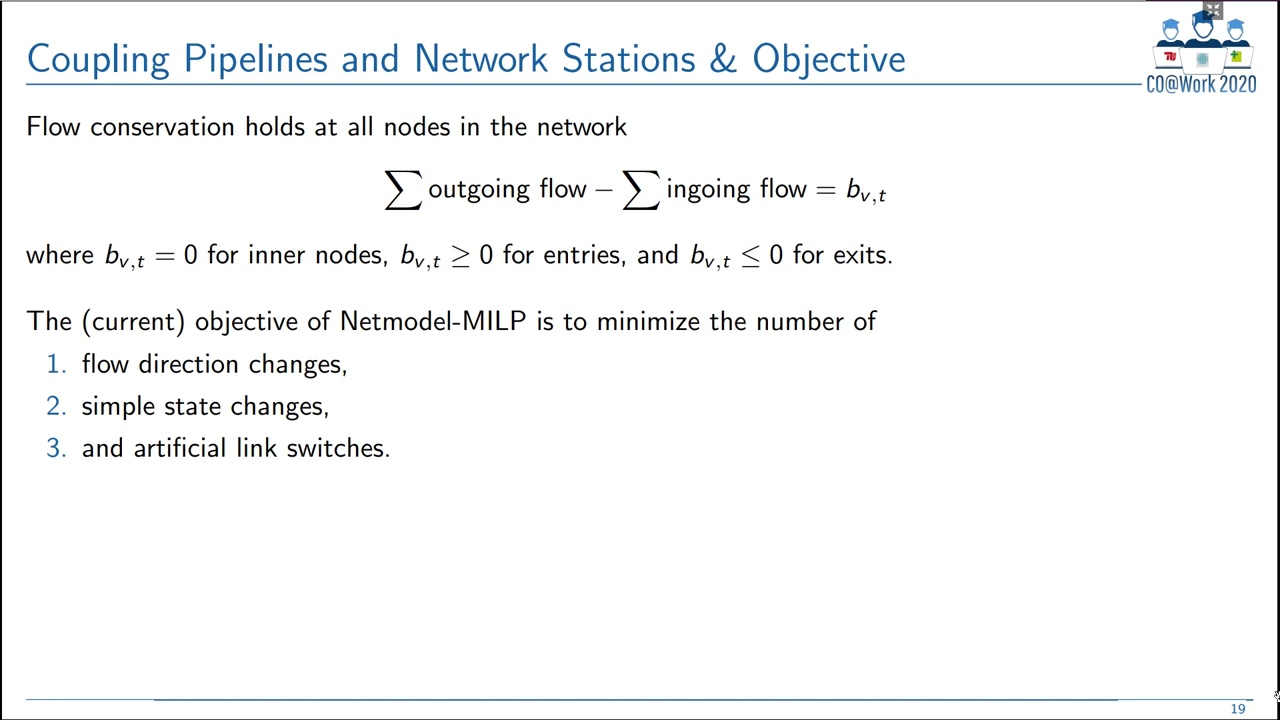 Coupling Pipelines and Network Stations & Objective
CO@Work 2020
Flow conservation holds at all nodes in the network
∑ outgoing flow − ∑ ingoing flow = b_{v,t}
where b_{v,t} = 0 for inner nodes, b_{v,t} ≥ 0 for entries, and b_{v,t} ≤ 0 for exits.
The (current) objective of Netmodel-MILP is to minimize the number of
1. flow direction changes,
2. simple state changes,
3. and artificial link switches.
19